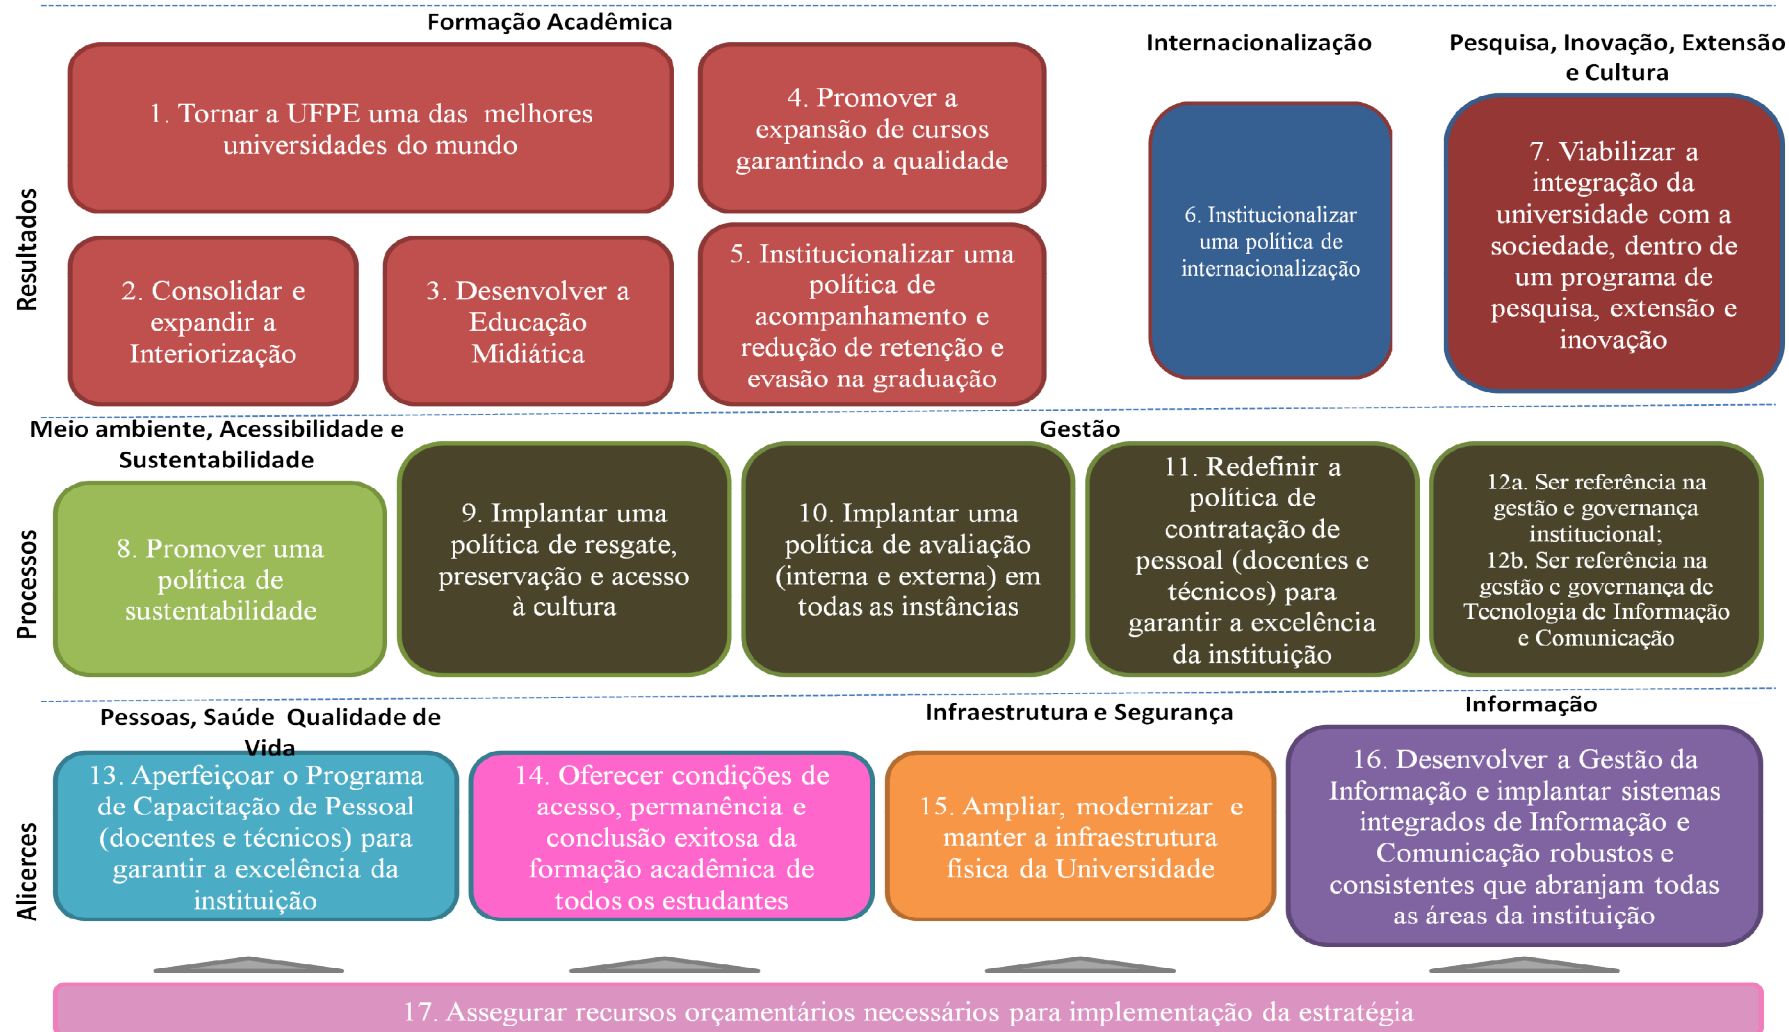 Formação Acadêmica
Internacionalização
Pesquisa, Inovação, Extensão
e Cultura
Resultados
1. Tornar a UFPE uma das melhores
universidades do mundo
4. Promover a
expansão de cursos
garantindo a qualidade
2. Consolidar e
expandir a
Interiorização
3. Desenvolver a
Educação
Midiática
5. Institucionalizar uma
política de
acompanhamento e
redução de retenção e
evasão na graduação
6. Institucionalizar
uma política de
internacionalização
7. Viabilizar a
integração da
universidade com a
sociedade, dentro de
um programa de
pesquisa, extensão e
inovação
Meio ambiente, Acessibilidade e
Sustentabilidade
Gestão
Processos
8. Promover uma
política de
sustentabilidade
9. Implantar uma
política de resgate,
preservação e acesso
à cultura
10. Implantar uma
política de avaliação
(interna e externa) em
todas as instâncias
11. Redefinir a
política de
contratação de
pessoal (docentes e
técnicos) para
garantir a excelência
da instituição
12a. Ser referência na
gestão e governança
institucional;
12b. Ser referência na
gestão e governança de
Tecnologia de Informação
e Comunicação
Pessoas, Saúde Qualidade de
Vida
Infraestrutura e Segurança
Informação
Alicerces
13. Aperfeiçoar o Programa
de Capacitação de Pessoal
(docentes e técnicos) para
garantir a excelência da
instituição
14. Oferecer condições de
acesso, permanência e
conclusão exitosa da
formação acadêmica de
todos os estudantes
15. Ampliar, modernizar e
manter a infraestrutura
física da Universidade
16. Desenvolver a Gestão da
Informação e implantar sistemas
integrados de Informação e
Comunicação robustos e
consistentes que abranjam todas
as áreas da instituição
17. Assegurar recursos orçamentários necessários para implementação da estratégia